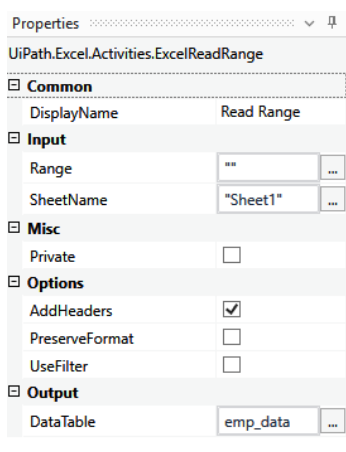 Properties
UiPath.Excel.Activities.ExcelReadRange
Common
DisplayName Read Range
Input
Range "" ...
SheetName "Sheet1" ...
Misc
Private
Options
AddHeaders
PreserveFormat
UseFilter
Output
DataTable emp_data ...